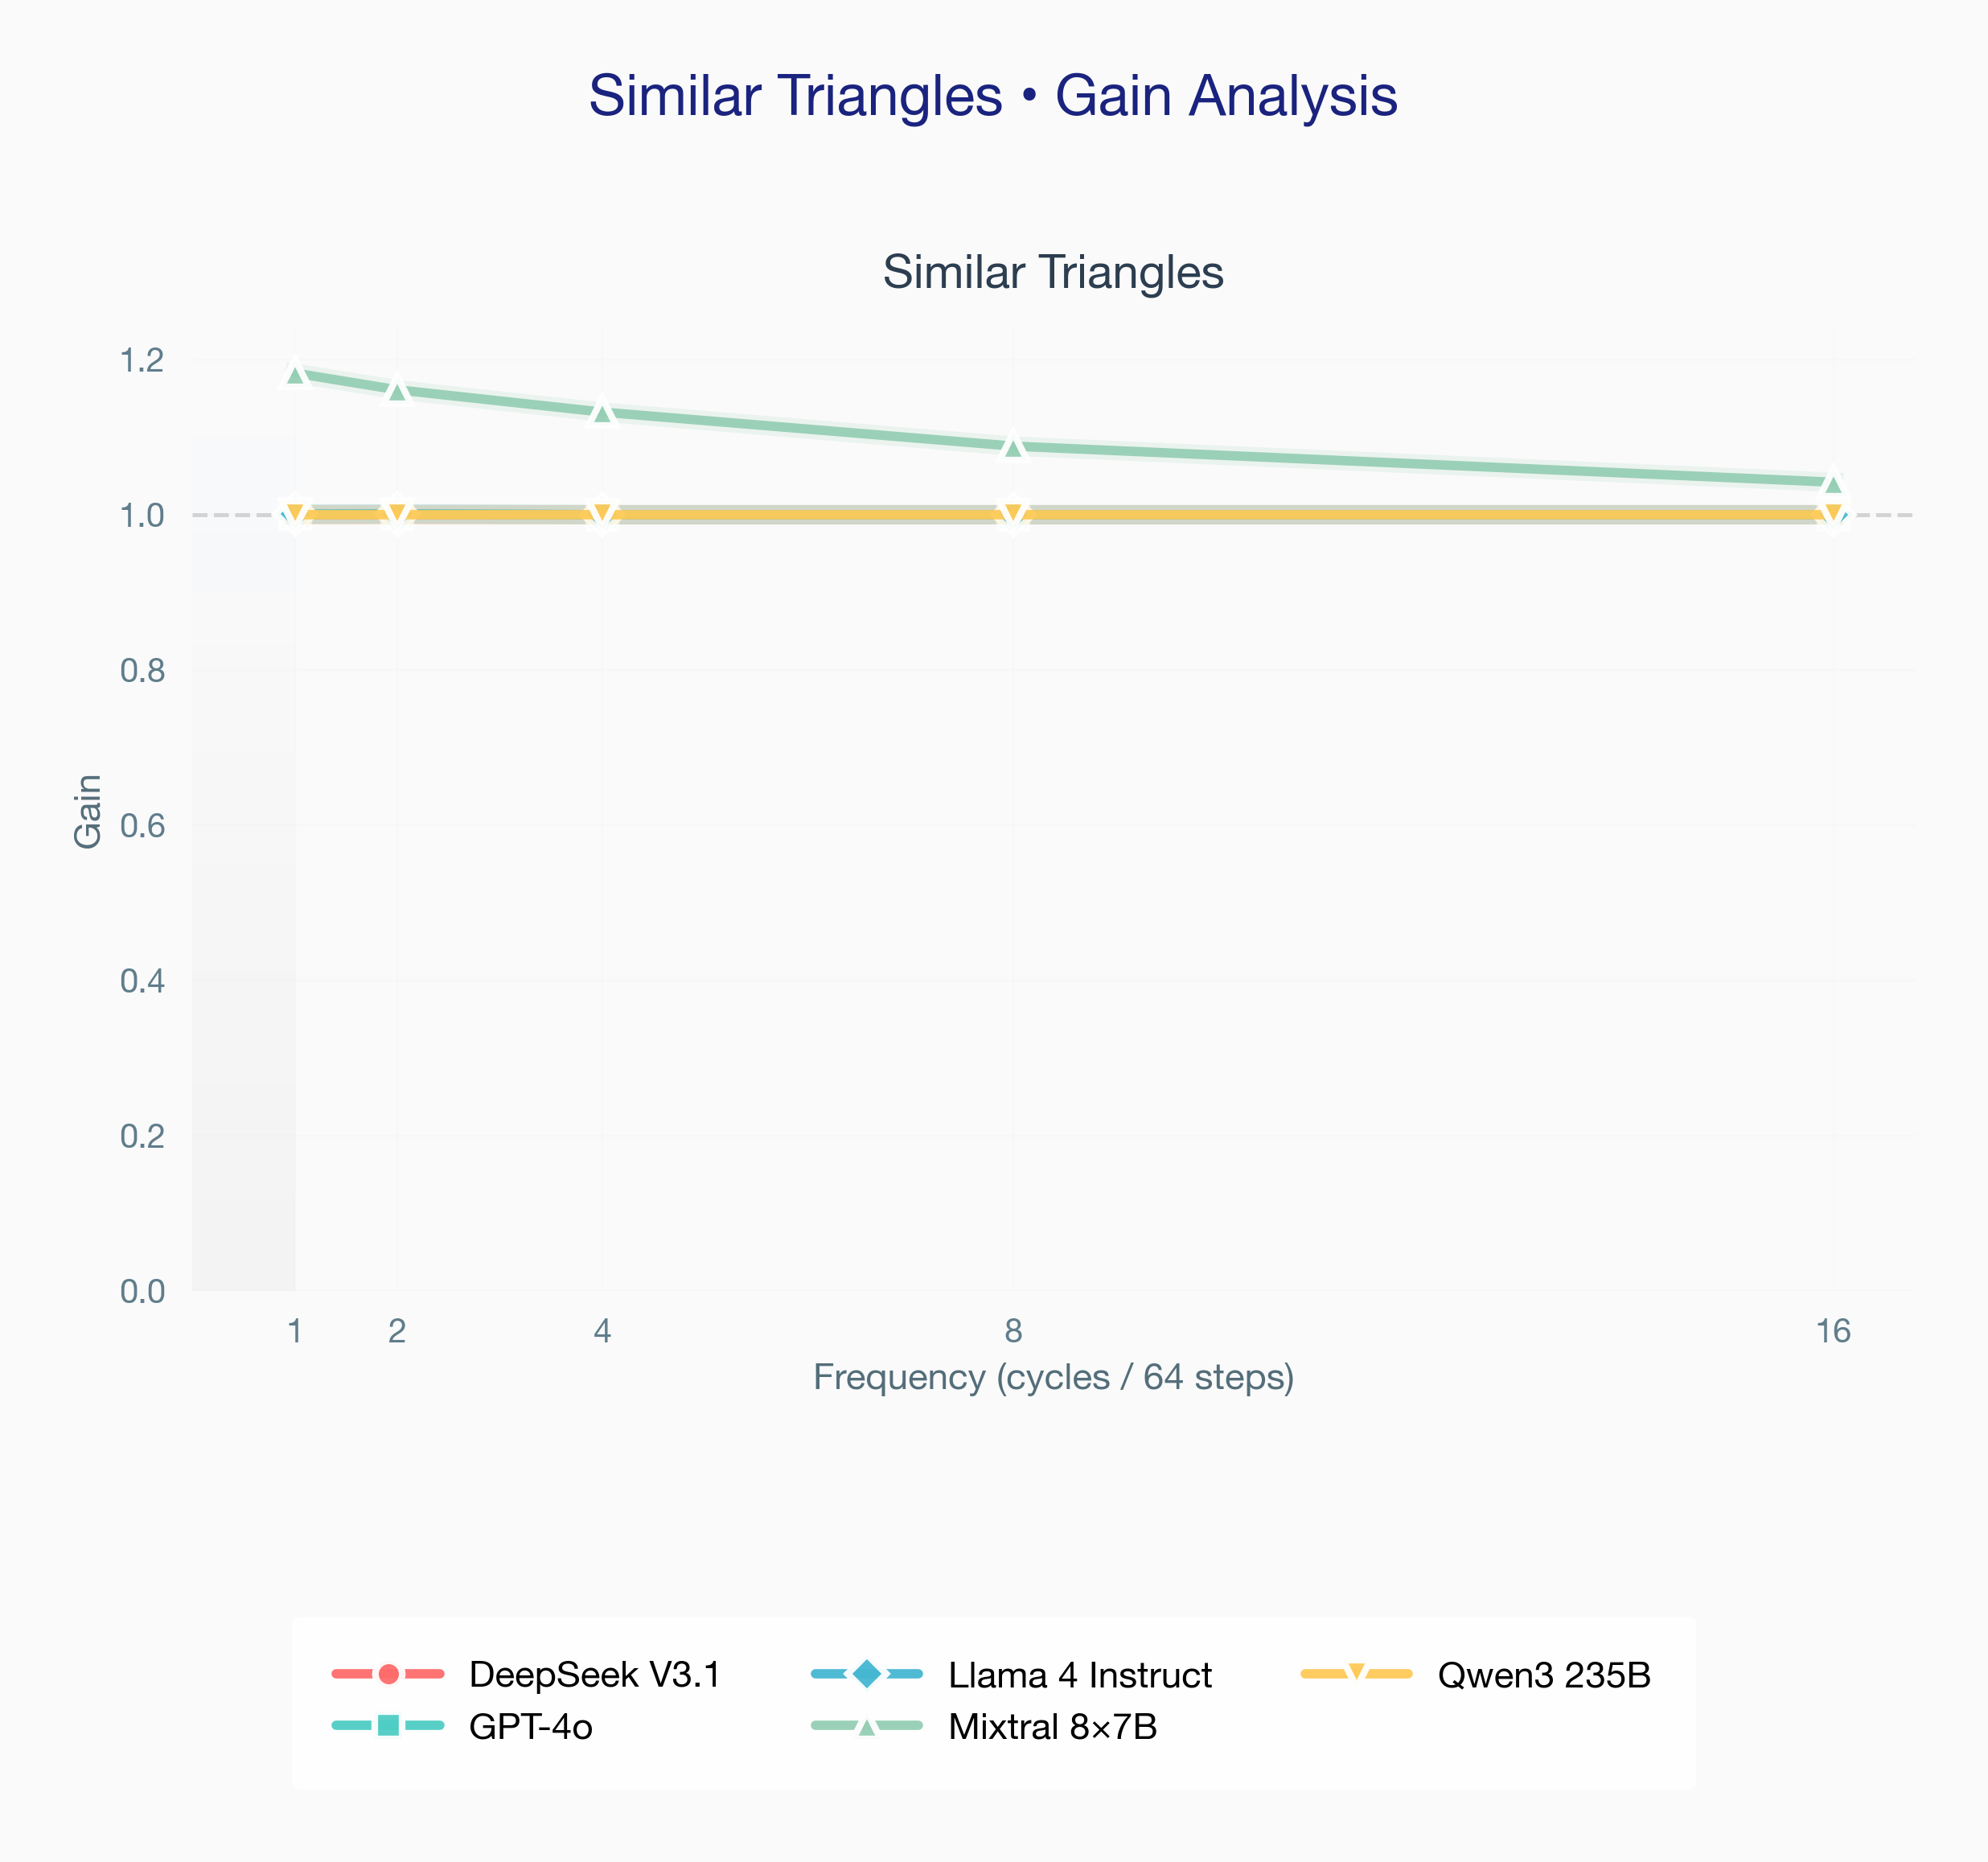 Similar Triangles • Gain Analysis
Similar Triangles
1.2
1.0
0.8
0.6
0.4
0.2
0.0
Gain
1 2 4 8 16
Frequency (cycles / 64 steps)
DeepSeek V3.1 Llama 4 Instruct Qwen3 235B
GPT-4o Mixtral 8×7B